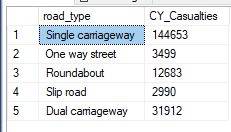 road_type CY_Casualties
1 Single carriageway 144653
2 One way street 3499
3 Roundabout 12683
4 Slip road 2990
5 Dual carriageway 31912